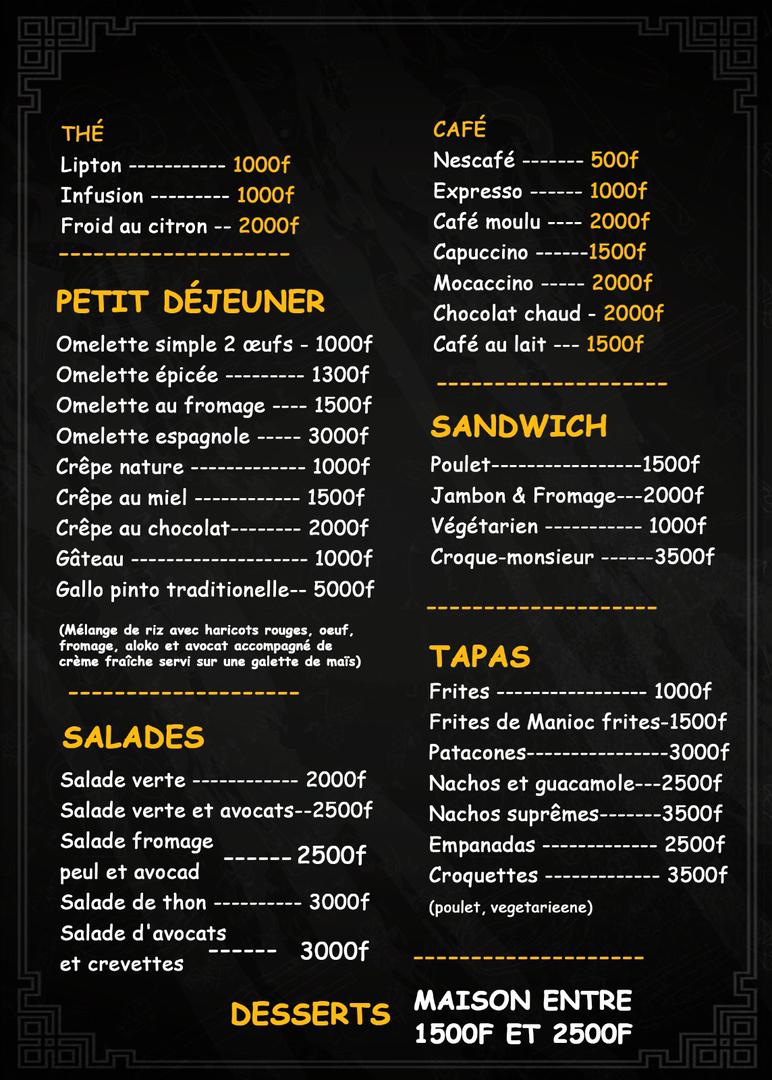 THÉ
Lipton ----------- 1000f
Infusion --------- 1000f
Froid au citron -- 2000f
--------------------
PETIT DÉJEUNER
Omelette simple 2 œufs - 1000f
Omelette épicée --------- 1300f
Omelette au fromage ---- 1500f
Omelette espagnole ----- 3000f
Crêpe nature ------------- 1000f
Crêpe au miel ------------ 1500f
Crêpe au chocolat-------- 2000f
Gâteau -------------------- 1000f
Gallo pinto traditionelle-- 5000f
(Mélange de riz avec haricots rouges, oeuf,
fromage, aloko et avocat accompagné de
crème fraîche servi sur une galette de maïs)
--------------------
SALADES
Salade verte ------------ 2000f
Salade verte et avocats--2500f
Salade fromage
peul et avocad ------ 2500f
Salade de thon ---------- 3000f
Salade d'avocats
et crevettes ------ 3000f
CAFÉ
Nescafé ------- 500f
Expresso ------ 1000f
Café moulu ---- 2000f
Capuccino ------1500f
Mocaccino ----- 2000f
Chocolat chaud - 2000f
Café au lait --- 1500f
--------------------
SANDWICH
Poulet-----------------1500f
Jambon & Fromage---2000f
Végétarien ----------- 1000f
Croque-monsieur ------3500f
--------------------
TAPAS
Frites ----------------- 1000f
Frites de Manioc frites-1500f
Patacones----------------3000f
Nachos et guacamole---2500f
Nachos suprêmes-------3500f
Empanadas ------------- 2500f
Croquettes ------------- 3500f
(poulet, vegetarieene)
--------------------
DESSERTS MAISON ENTRE
1500F ET 2500F